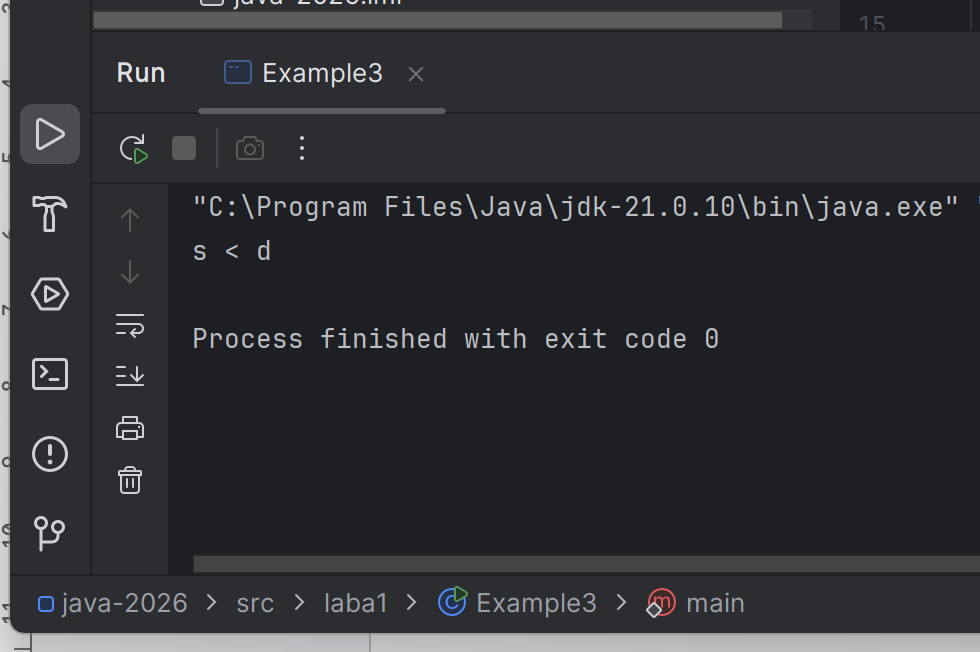 15
Run
Example3
"C:\Program Files\Java\jdk-21.0.10\bin\java.exe" "
s < d
Process finished with exit code 0
java-2026 > src > laba1 > Example3 > main